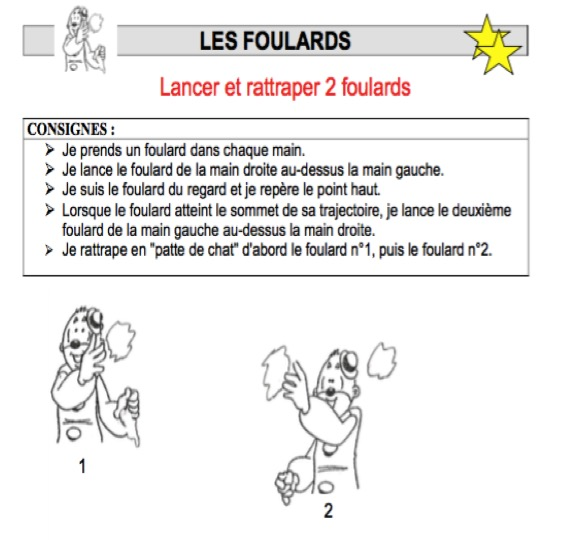 LES FOULARDS
Lancer et rattraper 2 foulards
CONSIGNES :
➢ Je prends un foulard dans chaque main.
➢ Je lance le foulard de la main droite au-dessus la main gauche.
➢ Je suis le foulard du regard et je repère le point haut.
➢ Lorsque le foulard atteint le sommet de sa trajectoire, je lance le deuxième
foulard de la main gauche au-dessus la main droite.
➢ Je rattrape en "patte de chat" d'abord le foulard n°1, puis le foulard n°2.
1
2